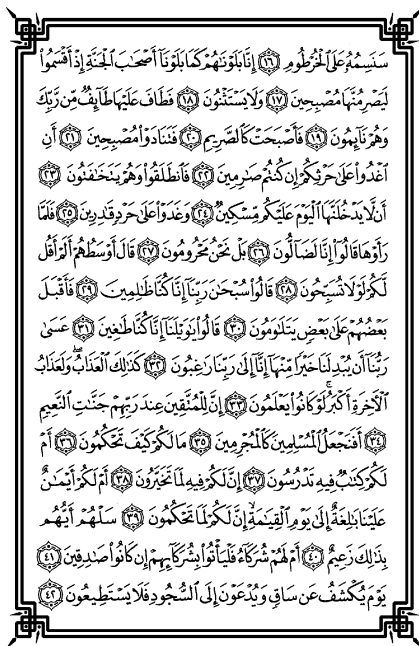 سَنَسِمُهُۥ عَلَى ٱلْخُرْطُومِ ١٦ إِنَّا بَلَوْنَـٰهُمْ كَمَا بَلَوْنَآ أَصْحَـٰبَ ٱلْجَنَّةِ إِذْ أَقْسَمُوا۟
لَيَصْرِمُنَّهَا مُصْبِحِينَ ١٧ وَلَا يَسْتَثْنُونَ ١٨ فَطَافَ عَلَيْهَا طَآئِفٌ مِّن رَّبِّكَ
وَهُمْ نَآئِمُونَ ١٩ فَأَصْبَحَتْ كَٱلصَّرِيمِ ٢٠ فَتَنَادَوْا۟ مُصْبِحِينَ ٢١ أَنِ
ٱغْدُوا۟ عَلَىٰ حَرْثِكُمْ إِن كُنتُمْ صَـٰرِمِينَ ٢٢ فَٱنطَلَقُوا۟ وَهُمْ يَتَخَـٰفَتُونَ ٢٣
أَن لَّا يَدْخُلَنَّهَا ٱلْيَوْمَ عَلَيْكُم مِّسْكِينٌ ٢٤ وَغَدَوْا۟ عَلَىٰ حَرْدٍ قَـٰدِرِينَ ٢٥ فَلَمَّا
رَأَوْهَا قَالُوٓا۟ إِنَّا لَضَآلُّونَ ٢٦ بَلْ نَحْنُ مَحْرُومُونَ ٢٧ قَالَ أَوْسَطُهُمْ أَلَمْ أَقُل
لَّكُمْ لَوْلَا تُسَبِّحُونَ ٢٨ قَالُوا۟ سُبْحَـٰنَ رَبِّنَآ إِنَّا كُنَّا ظَـٰلِمِينَ ٢٩ فَأَقْبَلَ
بَعْضُهُمْ عَلَىٰ بَعْضٍ يَتَلَـٰوَمُونَ ٣٠ قَالُوا۟ يَـٰوَيْلَنَآ إِنَّا كُنَّا طَـٰغِينَ ٣١ عَسَىٰ
رَبُّنَآ أَن يُبْدِلَنَا خَيْرًا مِّنْهَآ إِنَّآ إِلَىٰ رَبِّنَا رَٰغِبُونَ ٣٢ كَذَٰلِكَ ٱلْعَذَابُ ۖ وَلَعَذَابُ
ٱلْـَٔاخِرَةِ أَكْبَرُ ۚ لَوْ كَانُوا۟ يَعْلَمُونَ ٣٣ إِنَّ لِلْمُتَّقِينَ عِندَ رَبِّهِمْ جَنَّـٰتِ ٱلنَّعِيمِ
٣٤ أَفَنَجْعَلُ ٱلْمُسْلِمِينَ كَٱلْمُجْرِمِينَ ٣٥ مَا لَكُمْ كَيْفَ تَحْكُمُونَ ٣٦ أَمْ
لَكُمْ كِتَـٰبٌ فِيهِ تَدْرُسُونَ ٣٧ إِنَّ لَكُمْ فِيهِ لَمَا تَخَيَّرُونَ ٣٨ أَمْ لَكُمْ أَيْمَـٰنٌ
عَلَيْنَا بَـٰلِغَةٌ إِلَىٰ يَوْمِ ٱلْقِيَـٰمَةِ ۙ إِنَّ لَكُمْ لَمَا تَحْكُمُونَ ٣٩ سَلْهُمْ أَيُّهُم
بِذَٰلِكَ زَعِيمٌ ٤٠ أَمْ لَهُمْ شُرَكَآءُ فَلْيَأْتُوا۟ بِشُرَكَآئِهِمْ إِن كَانُوا۟ صَـٰدِقِينَ ٤١
يَوْمَ يُكْشَفُ عَن سَاقٍ وَيُدْعَوْنَ إِلَى ٱلسُّجُودِ فَلَا يَسْتَطِيعُونَ ٤٢